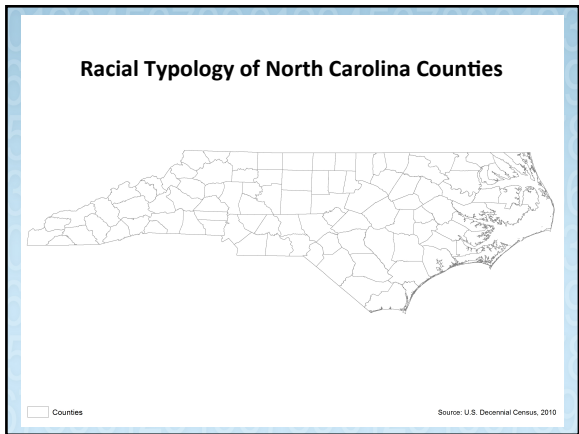 Racial Typology of North Carolina Counties
Counties
Source: U.S. Decennial Census, 2010